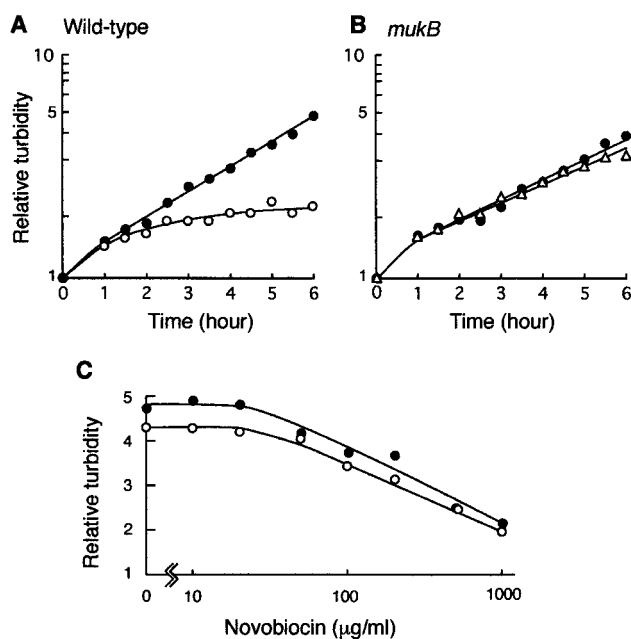 A Wild-type
B mukB
10
5
1
Relative turbidity
0 1 2 3 4 5 6
Time (hour)
10
5
1
0 1 2 3 4 5 6
Time (hour)
C
5
4
3
2
1
Relative turbidity
0 10 100 1000
Novobiocin (μg/ml)